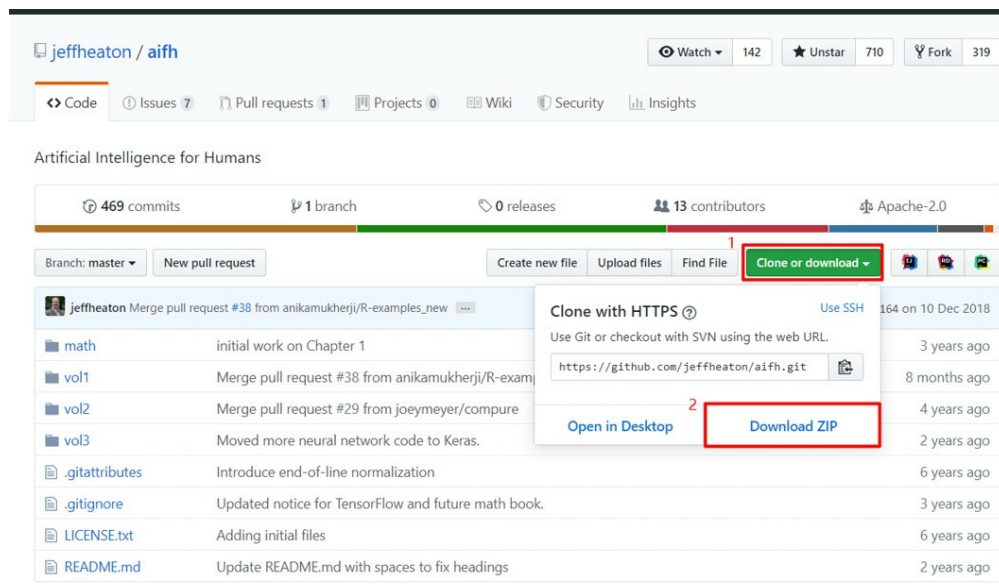 jeffheaton / aifh
Watch 142 Unstar 710 Fork 319
Code Issues 7 Pull requests 1 Projects 0 Wiki Security Insights
Artificial Intelligence for Humans
469 commits 1 branch 0 releases 13 contributors Apache-2.0
1
Branch: master New pull request Create new file Upload files Find File Clone or download
jeffheaton Merge pull request #38 from anikamukherji/R-examples_new ... 164 on 10 Dec 2018
Clone with HTTPS Use SSH
Use Git or checkout with SVN using the web URL.
https://github.com/jeffheaton/aifh.git
2
Open in Desktop Download ZIP
math initial work on Chapter 1 3 years ago
vol1 Merge pull request #38 from anikamukherji/R-exam 8 months ago
vol2 Merge pull request #29 from joeymeyer/compure 4 years ago
vol3 Moved more neural network code to Keras. 2 years ago
.gitattributes Introduce end-of-line normalization 6 years ago
.gitignore Updated notice for TensorFlow and future math book. 3 years ago
LICENSE.txt Adding initial files 6 years ago
README.md Update README.md with spaces to fix headings 2 years ago